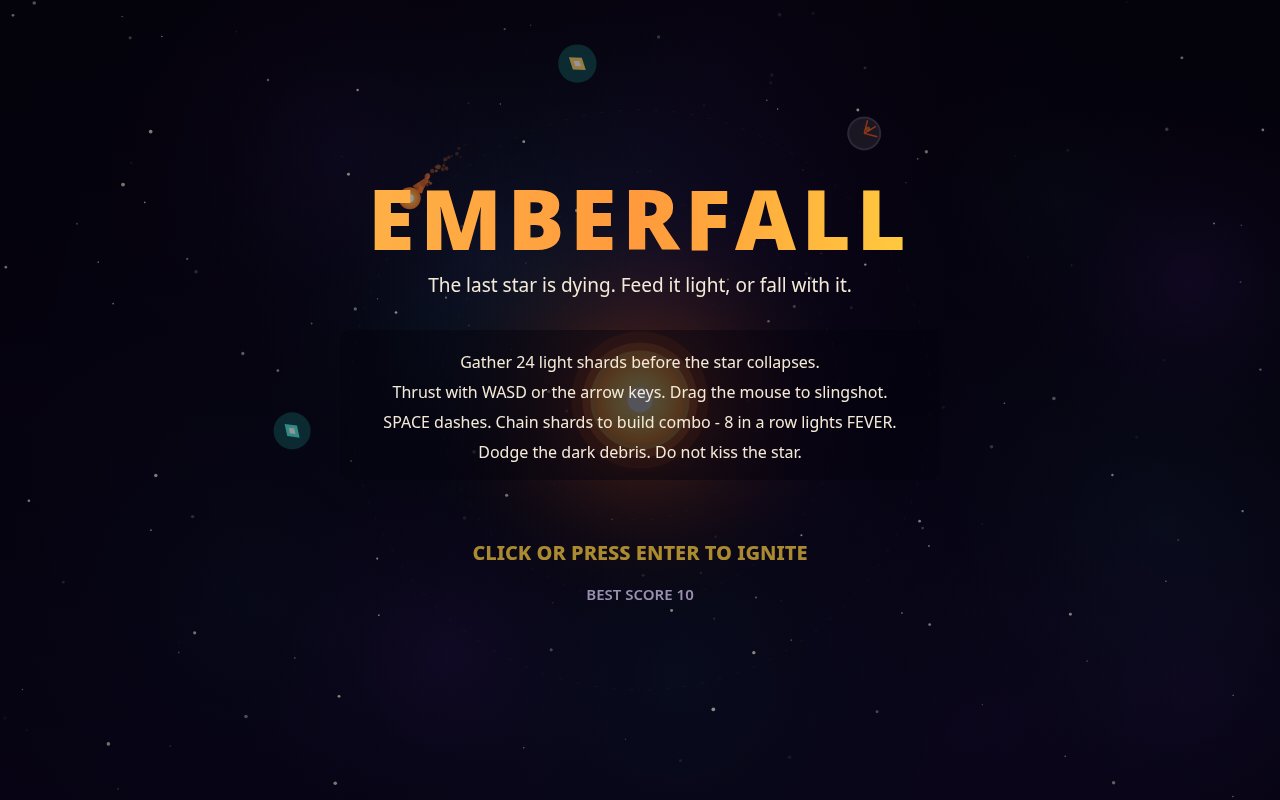 EMBERFALL
The last star is dying. Feed it light, or fall with it.
Gather 24 light shards before the star collapses.
Thrust with WASD or the arrow keys. Drag the mouse to slingshot.
SPACE dashes. Chain shards to build combo - 8 in a row lights FEVER.
Dodge the dark debris. Do not kiss the star.
CLICK OR PRESS ENTER TO IGNITE
BEST SCORE 10